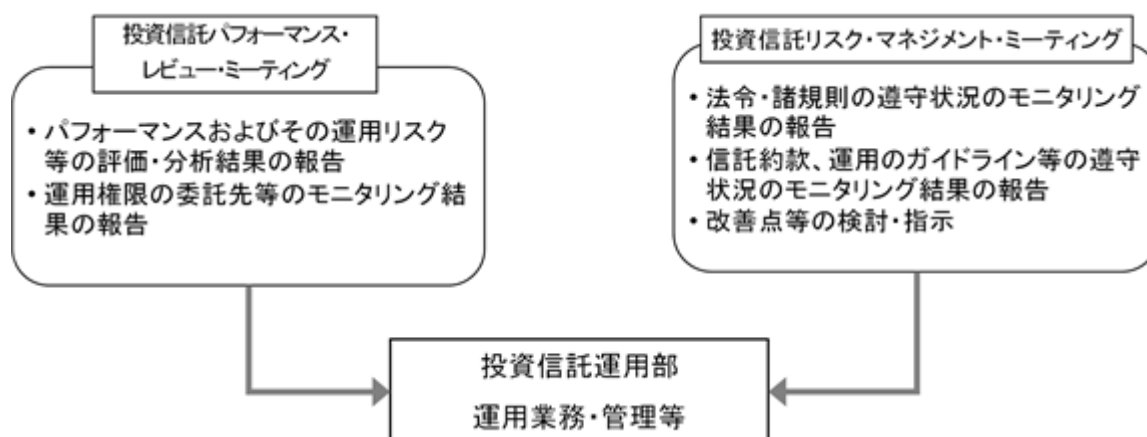 投資信託パフォーマンス・
レビュー・ミーティング
・パフォーマンスおよびその運用リスク
等の評価・分析結果の報告
・運用権限の委託先等のモニタリング結
果の報告
投資信託リスク・マネジメント・ミーティング
・法令・諸規則の遵守状況のモニタリング
結果の報告
・信託約款、運用のガイドライン等の遵守
状況のモニタリング結果の報告
・改善点等の検討・指示
投資信託運用部
運用業務・管理等